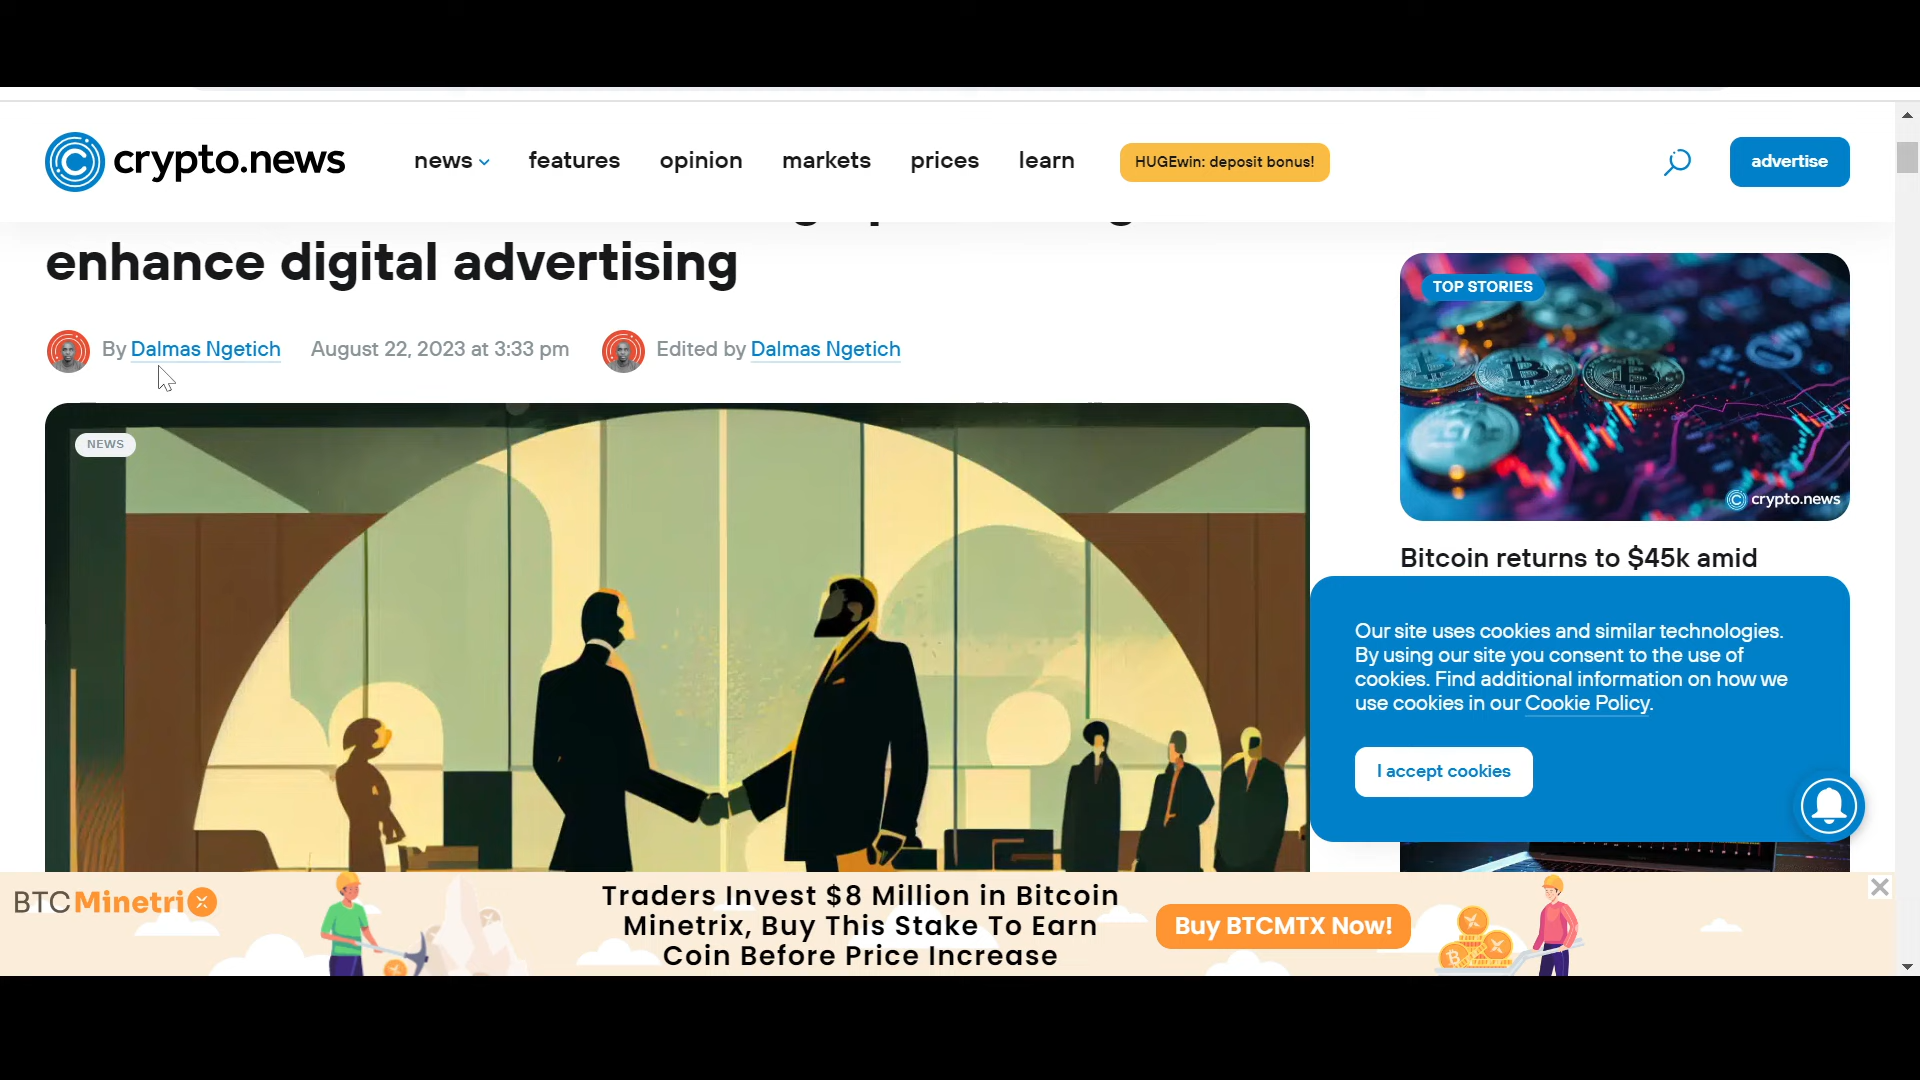 crypto.news
news features opinion markets prices learn HUGEwin: deposit bonus! advertise
enhance digital advertising
By Dalmas Ngetich August 22, 2023 at 3:33 pm Edited by Dalmas Ngetich
NEWS
TOP STORIES
crypto.news
Bitcoin returns to $45k amid
Our site uses cookies and similar technologies.
By using our site you consent to the use of
cookies. Find additional information on how we
use cookies in our Cookie Policy.
I accept cookies
BTCMinetrix
Traders Invest $8 Million in Bitcoin
Minetrix, Buy This Stake To Earn
Coin Before Price Increase
Buy BTCMTX Now!